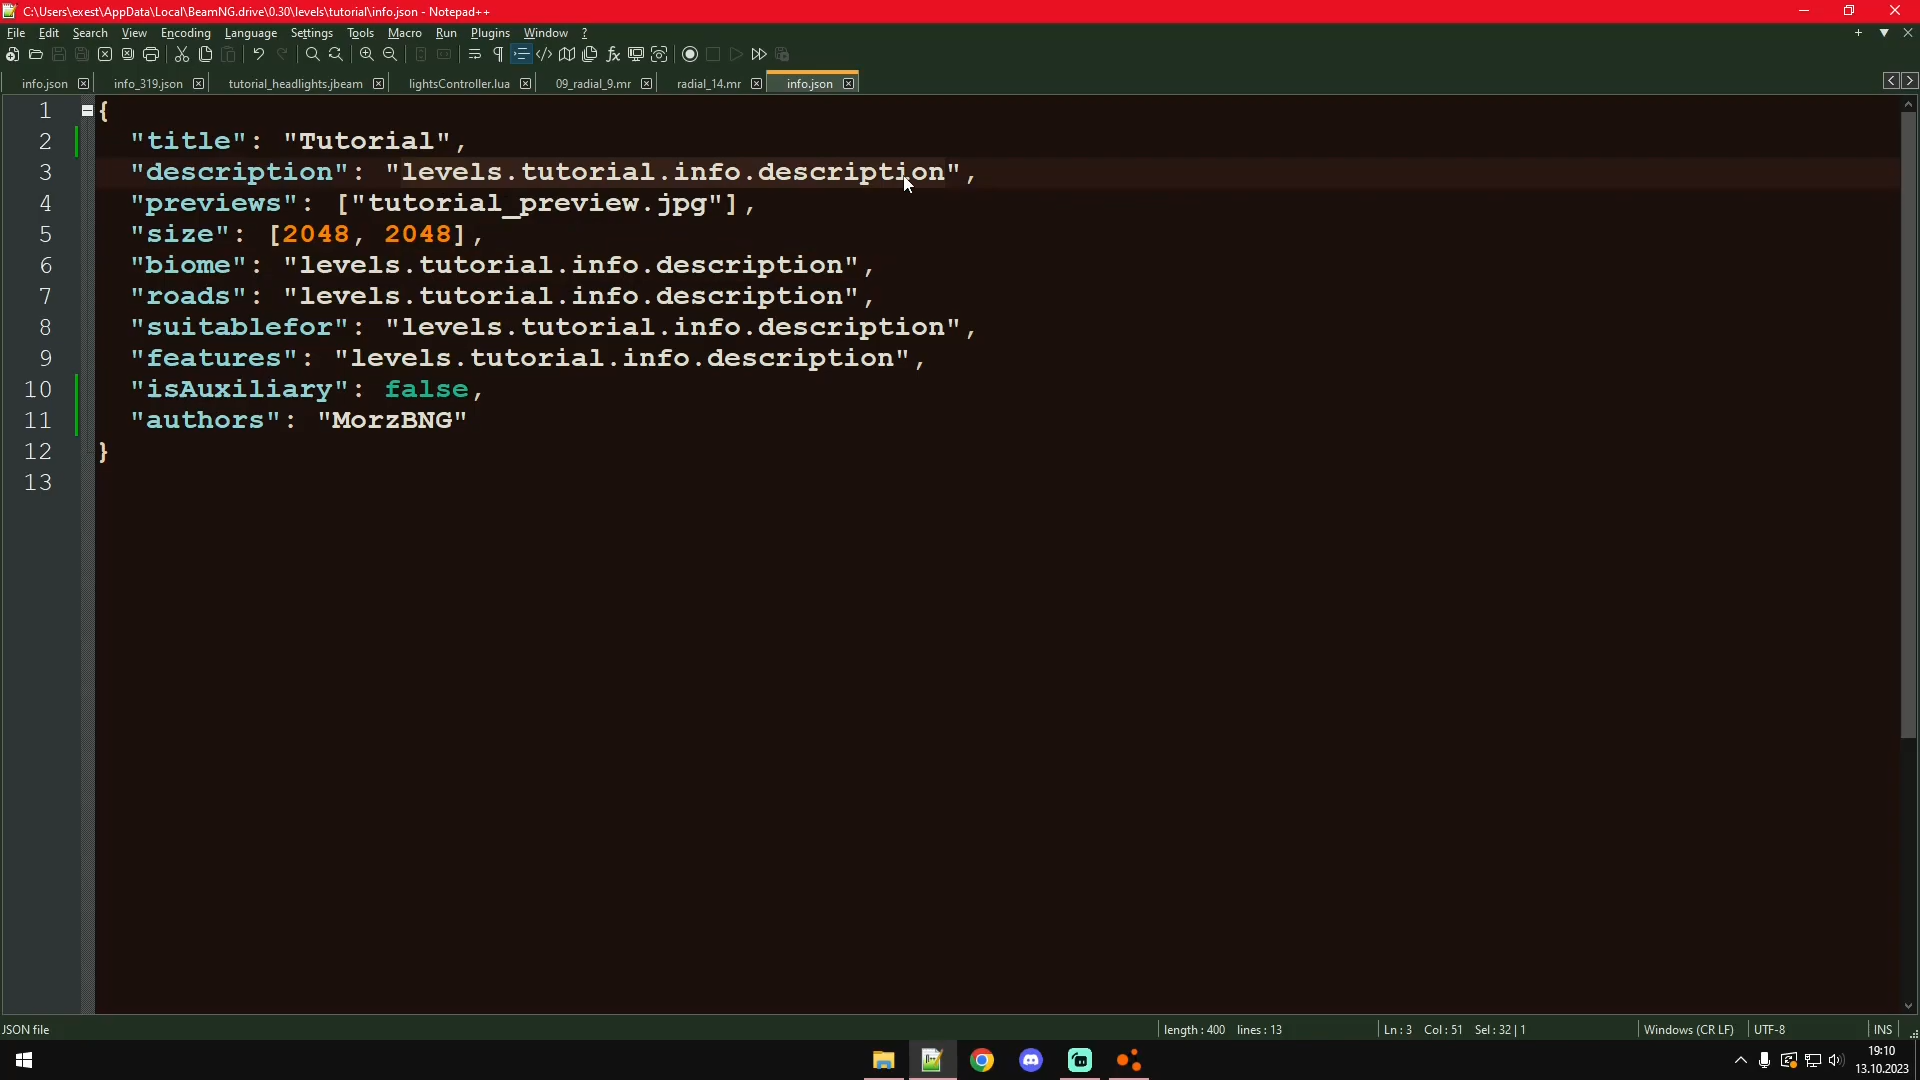 C:\Users\exest\AppData\Local\BeamNG.drive\0.30\levels\tutorial\info.json - Notepad++
File Edit Search View Encoding Language Settings Tools Macro Run Plugins Window ?
info.json info_319.json tutorial_headlights.jbeam lightsController.lua 09_radial_9.mr radial_14.mr info.json
1 {
2 "title": "Tutorial",
3 "description": "levels.tutorial.info.description",
4 "previews": ["tutorial_preview.jpg"],
5 "size": [2048, 2048],
6 "biome": "levels.tutorial.info.description",
7 "roads": "levels.tutorial.info.description",
8 "suitablefor": "levels.tutorial.info.description",
9 "features": "levels.tutorial.info.description",
10 "isAuxiliary": false,
11 "authors": "MorzBNG"
12 }
13
JSON file length : 400 lines : 13 Ln : 3 Col : 51 Sel : 32 | 1 Windows (CR LF) UTF-8 INS
19:10
13.10.2023